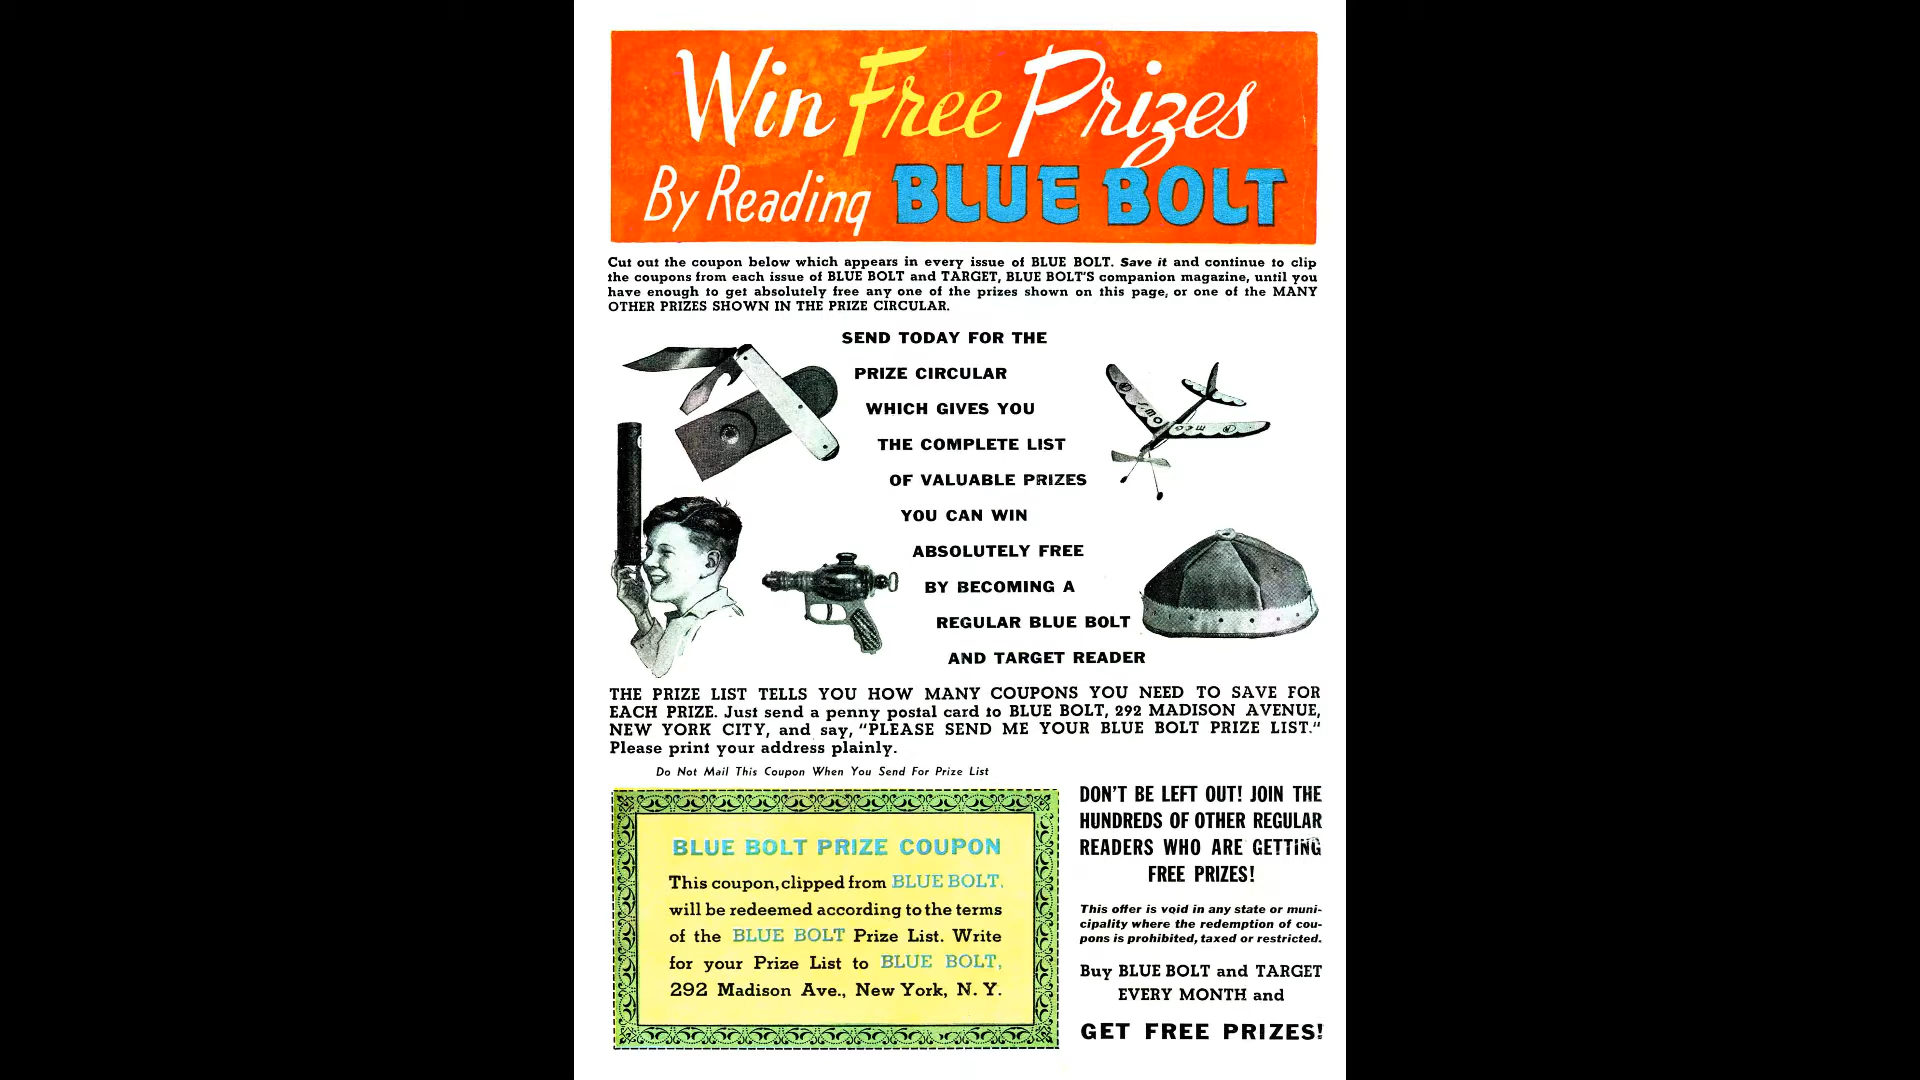 Win Free Prizes
By Reading BLUE BOLT
Cut out the coupon below which appears in every issue of BLUE BOLT. Save it and continue to clip
the coupons from each issue of BLUE BOLT and TARGET, BLUE BOLT'S companion magazine, until you
have enough to get absolutely free any one of the prizes shown on this page, or one of the MANY
OTHER PRIZES SHOWN IN THE PRIZE CIRCULAR.
SEND TODAY FOR THE
PRIZE CIRCULAR
WHICH GIVES YOU
THE COMPLETE LIST
OF VALUABLE PRIZES
YOU CAN WIN
ABSOLUTELY FREE
BY BECOMING A
REGULAR BLUE BOLT
AND TARGET READER
THE PRIZE LIST TELLS YOU HOW MANY COUPONS YOU NEED TO SAVE FOR
EACH PRIZE. Just send a penny postal card to BLUE BOLT, 292 MADISON AVENUE,
NEW YORK CITY, and say, "PLEASE SEND ME YOUR BLUE BOLT PRIZE LIST."
Please print your address plainly.
Do Not Mail This Coupon When You Send For Prize List
BLUE BOLT PRIZE COUPON
This coupon, clipped from BLUE BOLT,
will be redeemed according to the terms
of the BLUE BOLT Prize List. Write
for your Prize List to BLUE BOLT,
292 Madison Ave., New York, N. Y.
DON'T BE LEFT OUT! JOIN THE
HUNDREDS OF OTHER REGULAR
READERS WHO ARE GETTING
FREE PRIZES!
This offer is void in any state or muni-
cipality where the redemption of cou-
pons is prohibited, taxed or restricted.
Buy BLUE BOLT and TARGET
EVERY MONTH and
GET FREE PRIZES!